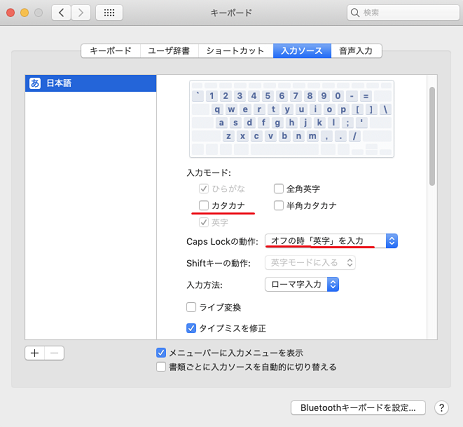 キーボード
検索
キーボード ユーザ辞書 ショートカット 入力ソース 音声入力
あ 日本語
` 1 2 3 4 5 6 7 8 9 0 - =
q w e r t y u i o p [ ] \
a s d f g h j k l ; '
z x c v b n m , . /
入力モード:
ひらがな 全角英字
カタカナ 半角カタカナ
英字
Caps Lockの動作: オフの時「英字」を入力
Shiftキーの動作: 英字モードに入る
入力方法: ローマ字入力
ライブ変換
タイプミスを修正
+ −
メニューバーに入力メニューを表示
書類ごとに入力ソースを自動的に切り替える
Bluetoothキーボードを設定... ?